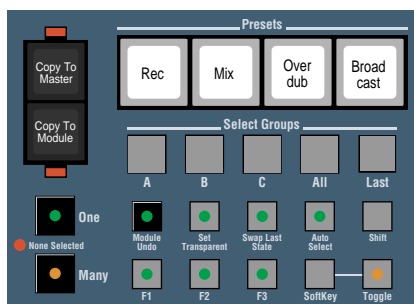 Presets
Copy To
Master
Rec
Mix
Over
dub
Broad
cast
Copy To
Module
Select Groups
A
B
C
All
Last
One
None Selected
Many
Module
Undo
Set
Transparent
Swap Last
State
Auto
Select
Shift
F1
F2
F3
SoftKey
Toggle